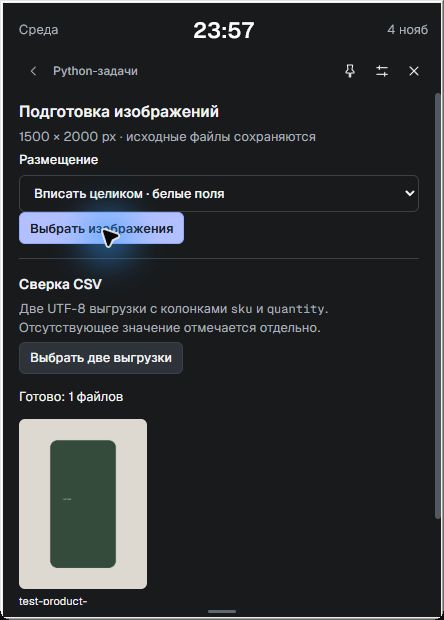 Среда
23:57
4 нояб
Python-задачи
Подготовка изображений
1500 × 2000 px · исходные файлы сохраняются
Размещение
Вписать целиком · белые поля
Выбрать изображения
Сверка CSV
Две UTF-8 выгрузки с колонками sku и quantity.
Отсутствующее значение отмечается отдельно.
Выбрать две выгрузки
Готово: 1 файлов
test-product-